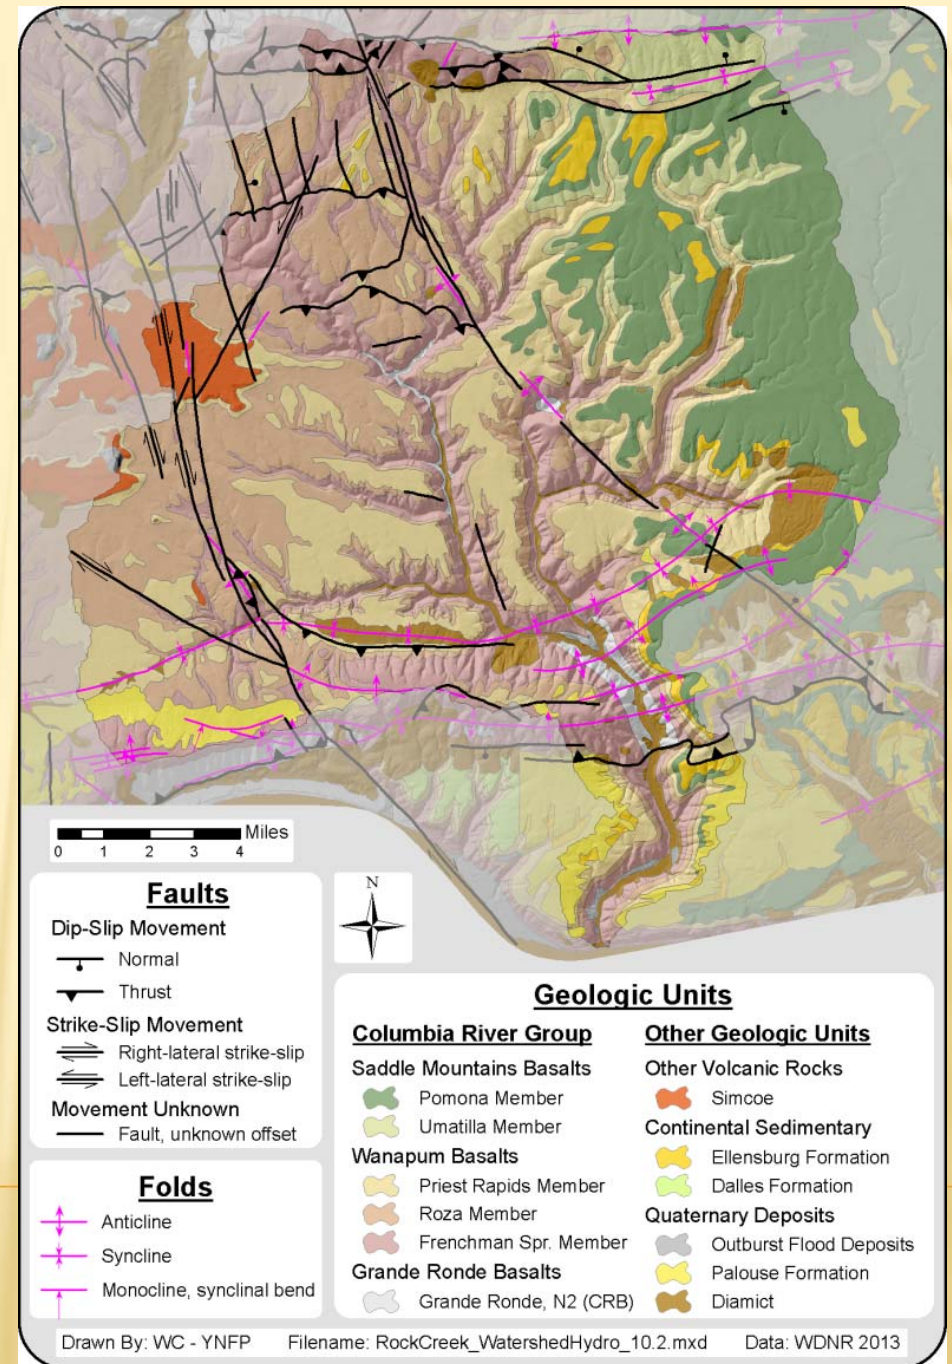 Miles
0 1 2 3 4
Faults
Dip-Slip Movement
Normal
Thrust
Strike-Slip Movement
Right-lateral strike-slip
Left-lateral strike-slip
Movement Unknown
Fault, unknown offset
Folds
Anticline
Syncline
Monocline, synclinal bend
N
Geologic Units
Columbia River Group
Saddle Mountains Basalts
Pomona Member
Umatilla Member
Wanapum Basalts
Priest Rapids Member
Roza Member
Frenchman Spr. Member
Grande Ronde Basalts
Grande Ronde, N2 (CRB)
Other Geologic Units
Other Volcanic Rocks
Simcoe
Continental Sedimentary
Ellensburg Formation
Dalles Formation
Quaternary Deposits
Outburst Flood Deposits
Palouse Formation
Diamict
Drawn By: WC - YNFP Filename: RockCreek_WatershedHydro_10.2.mxd Data: WDNR 2013